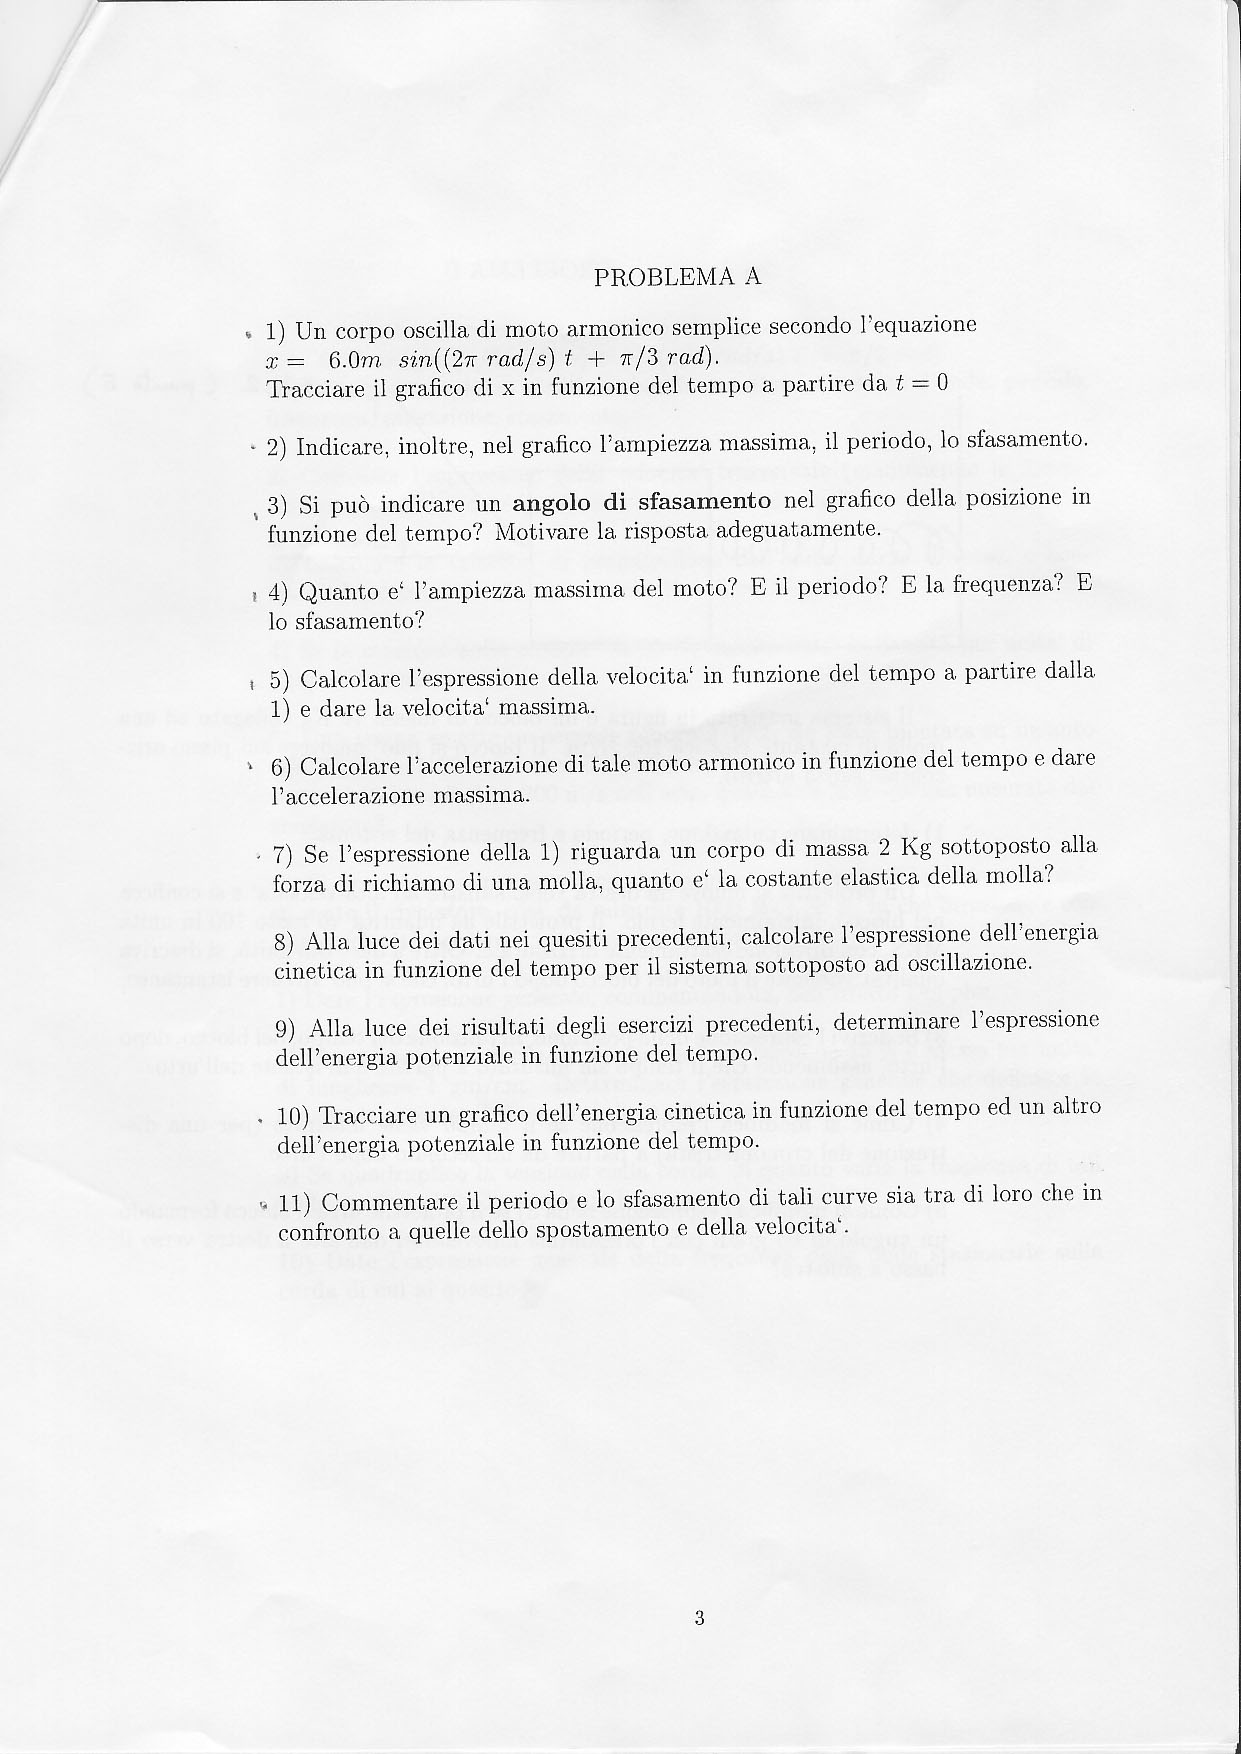 PROBLEMA A
1) Un corpo oscilla di moto armonico semplice secondo l'equazione
x = 6.0m sin((2π rad/s) t + π/3 rad).
Tracciare il grafico di x in funzione del tempo a partire da t = 0
2) Indicare, inoltre, nel grafico l'ampiezza massima, il periodo, lo sfasamento.
3) Si può indicare un angolo di sfasamento nel grafico della posizione in
funzione del tempo? Motivare la risposta adeguatamente.
4) Quanto e' l'ampiezza massima del moto? E il periodo? E la frequenza? E
lo sfasamento?
5) Calcolare l'espressione della velocita' in funzione del tempo a partire dalla
1) e dare la velocita' massima.
6) Calcolare l'accelerazione di tale moto armonico in funzione del tempo e dare
l'accelerazione massima.
7) Se l'espressione della 1) riguarda un corpo di massa 2 Kg sottoposto alla
forza di richiamo di una molla, quanto e' la costante elastica della molla?
8) Alla luce dei dati nei quesiti precedenti, calcolare l'espressione dell'energia
cinetica in funzione del tempo per il sistema sottoposto ad oscillazione.
9) Alla luce dei risultati degli esercizi precedenti, determinare l'espressione
dell'energia potenziale in funzione del tempo.
10) Tracciare un grafico dell'energia cinetica in funzione del tempo ed un altro
dell'energia potenziale in funzione del tempo.
11) Commentare il periodo e lo sfasamento di tali curve sia tra di loro che in
confronto a quelle dello spostamento e della velocita'.
3